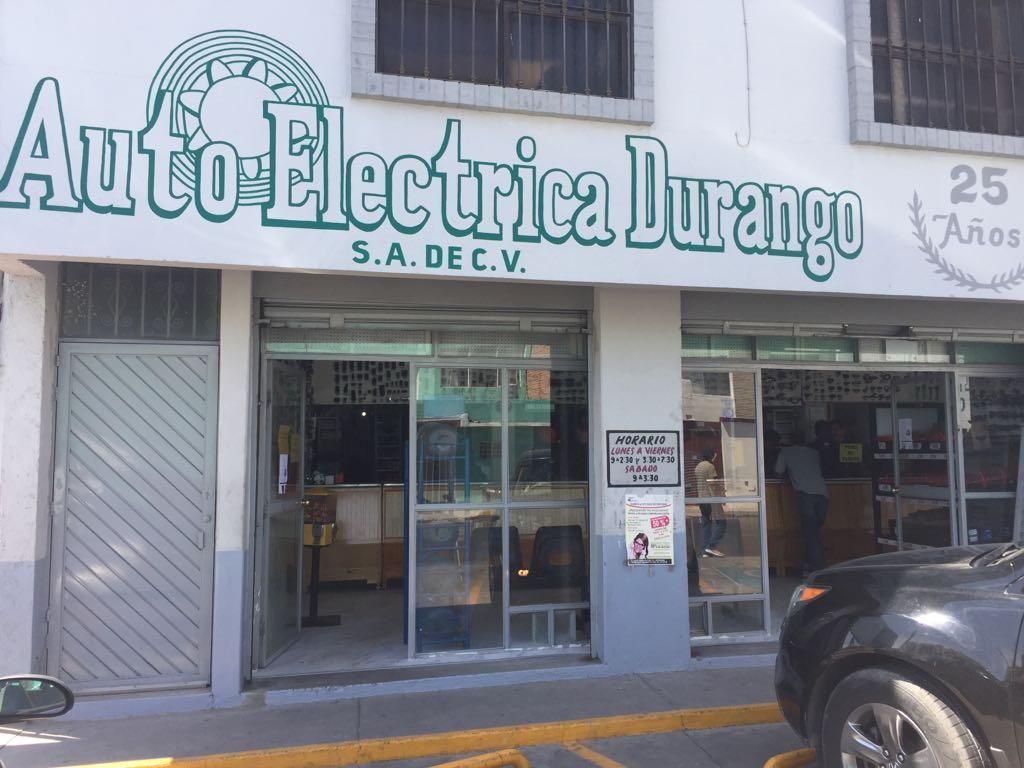 Auto Electrica Durango
S.A. DE C.V.
25
Años
HORARIO
LUNES A VIERNES
9 a 2.30 y 3.30 a 7.30
SABADO
9 a 3.30
50%